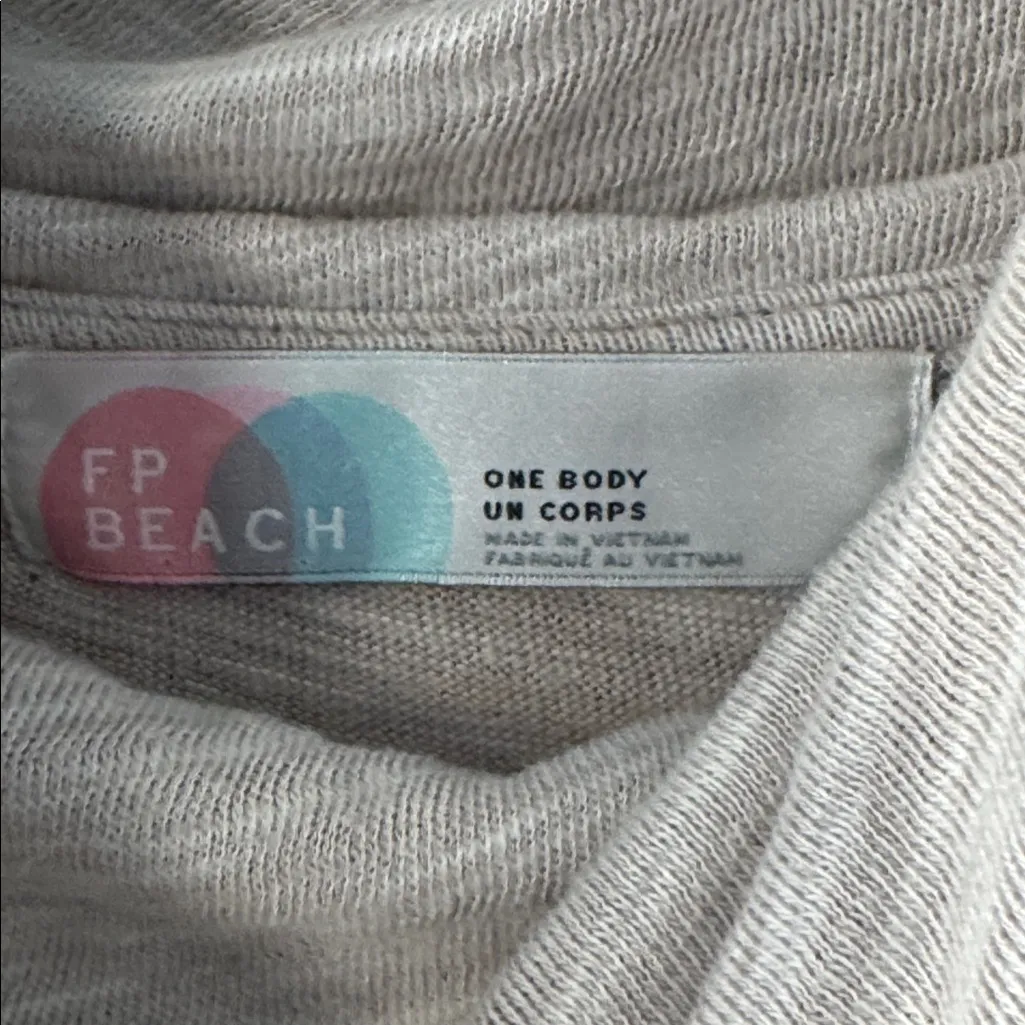 FP
BEACH
ONE BODY
UN CORPS
MADE IN VIETNAM
FABRIQUÉ AU VIETNAM